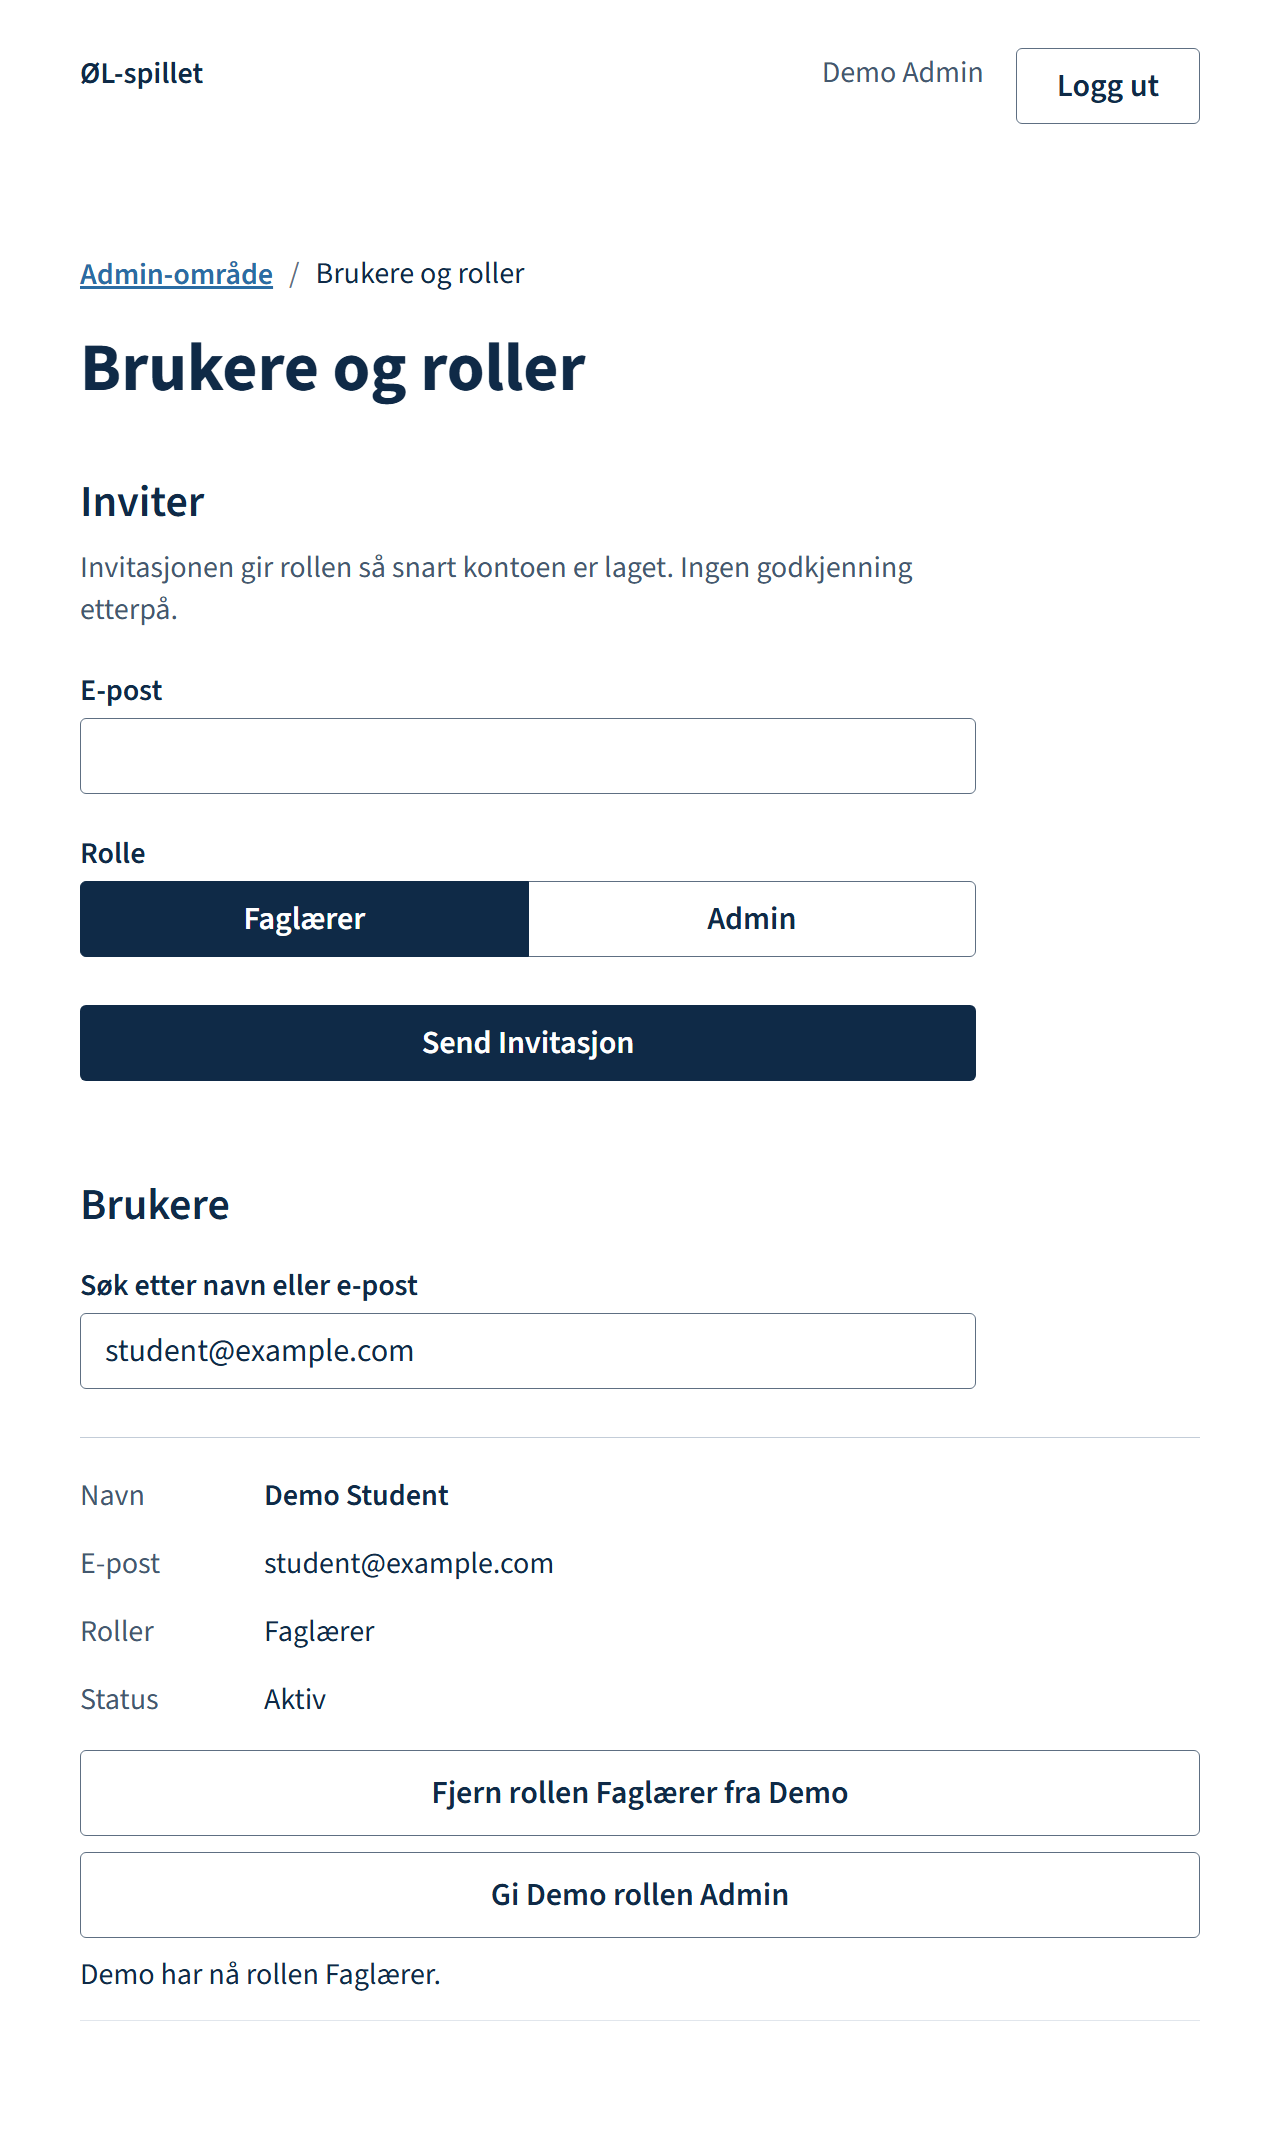 ØL-spillet
Demo Admin
Logg ut
Admin-område / Brukere og roller
Brukere og roller
Inviter
Invitasjonen gir rollen så snart kontoen er laget. Ingen godkjenning
etterpå.
E-post
Rolle
Faglærer
Admin
Send Invitasjon
Brukere
Søk etter navn eller e-post
student@example.com
Navn Demo Student
E-post student@example.com
Roller Faglærer
Status Aktiv
Fjern rollen Faglærer fra Demo
Gi Demo rollen Admin
Demo har nå rollen Faglærer.